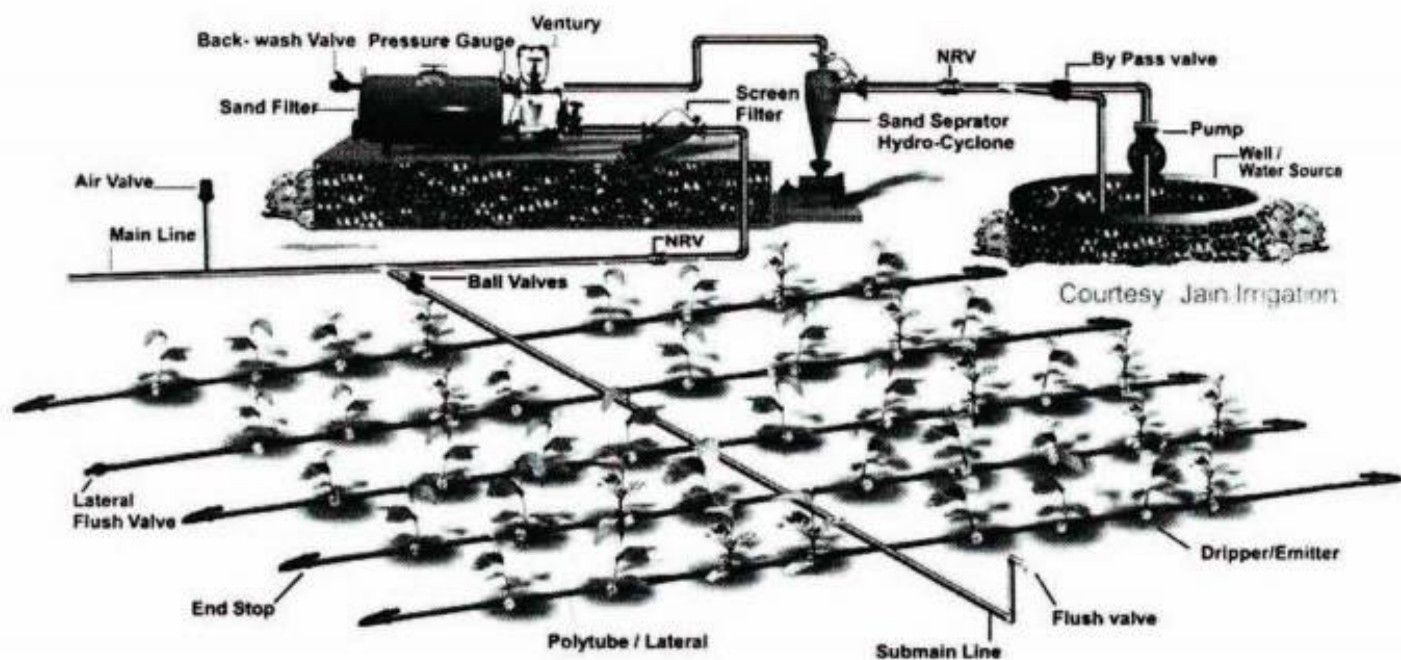 Ventury
Back- wash Valve
Pressure Gauge
NRV
By Pass valve
Sand Filter
Screen
Filter
Sand Seprator
Hydro-Cyclone
Pump
Well /
Water Source
Air Valve
Main Line
NRV
Ball Valves
Courtesy Jain Irrigation
Lateral
Flush Valve
Dripper/Emitter
End Stop
Flush valve
Polytube / Lateral
Submain Line